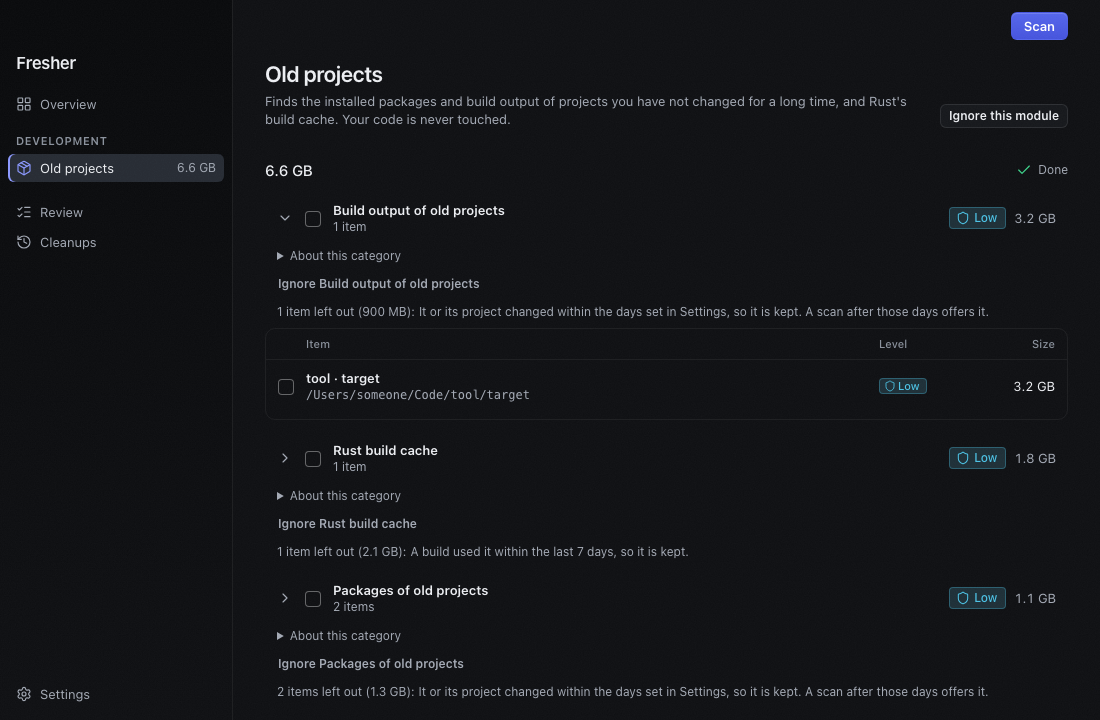 Scan
Fresher
Overview
DEVELOPMENT
Old projects 6.6 GB
Review
Cleanups
Settings
Old projects
Finds the installed packages and build output of projects you have not changed for a long time, and Rust's
build cache. Your code is never touched.
Ignore this module
6.6 GB Done
Build output of old projects
1 item
Low 3.2 GB
About this category
Ignore Build output of old projects
1 item left out (900 MB): It or its project changed within the days set in Settings, so it is kept. A scan after those days offers it.
Item Level Size
tool · target
/Users/someone/Code/tool/target
Low 3.2 GB
Rust build cache
1 item
Low 1.8 GB
About this category
Ignore Rust build cache
1 item left out (2.1 GB): A build used it within the last 7 days, so it is kept.
Packages of old projects
2 items
Low 1.1 GB
About this category
Ignore Packages of old projects
2 items left out (1.3 GB): It or its project changed within the days set in Settings, so it is kept. A scan after those days offers it.